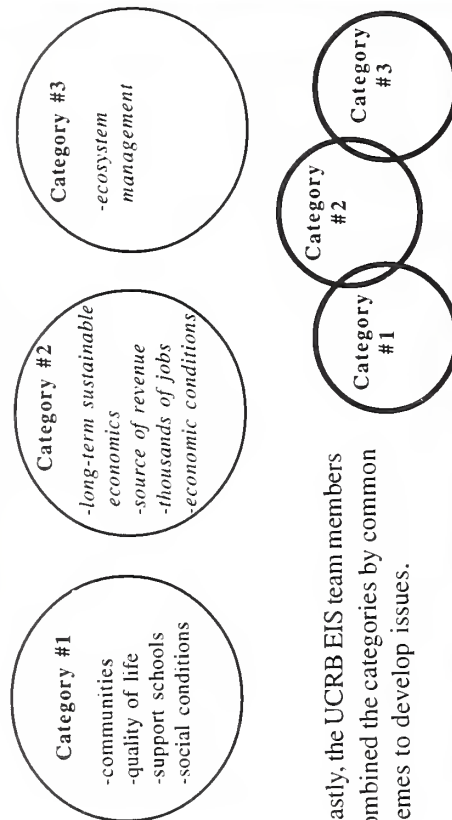 Category #1
-communities
-quality of life
-support schools
-social conditions
Category #2
-long-term sustainable
economics
-source of revenue
-thousands of jobs
-economic conditions
Category #3
-ecosystem
management
astly, the UCRB EIS team members
ombined the categories by common
emes to develop issues.
Category
#1
Category
#2
Category
#3